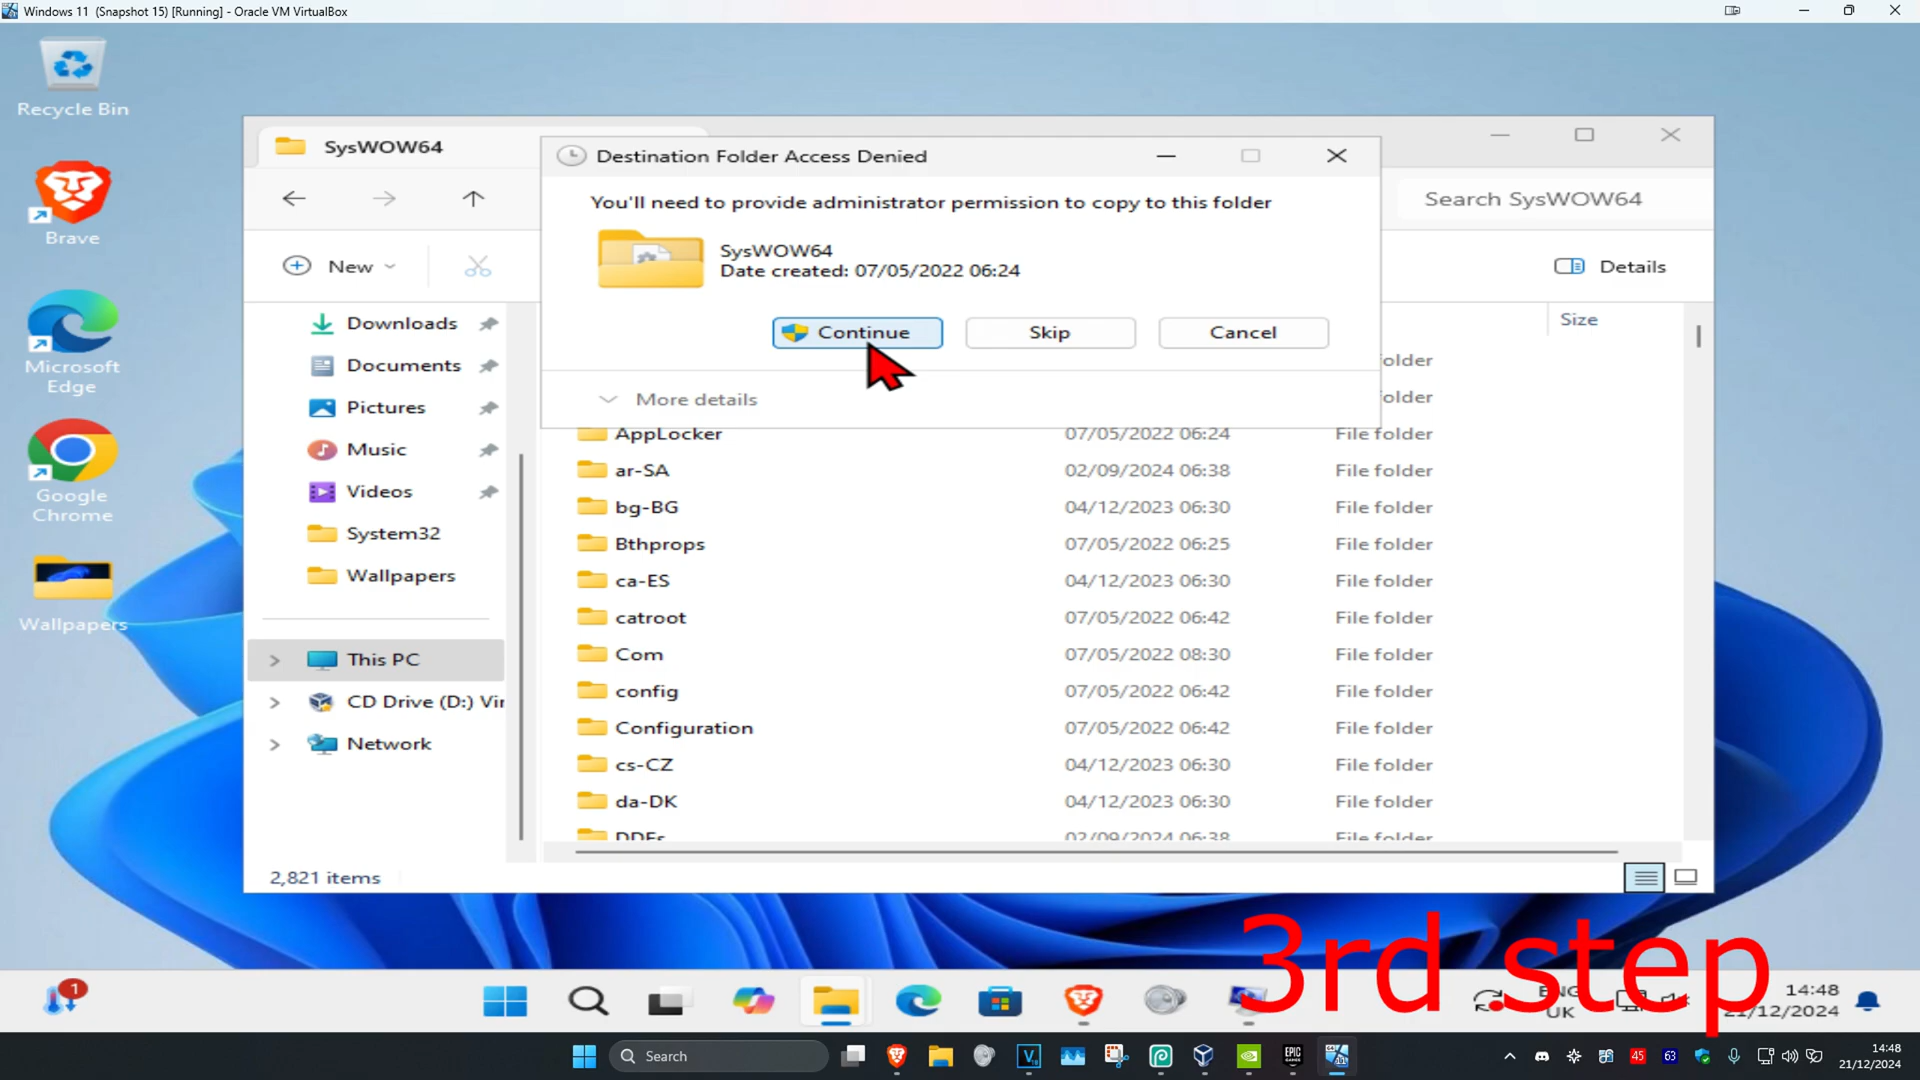 Windows 11 (Snapshot 15) [Running] - Oracle VM VirtualBox
Recycle Bin
Brave
Microsoft
Edge
Google
Chrome
Wallpapers
SysWOW64
Search SysWOW64
New
Details
Destination Folder Access Denied
You'll need to provide administrator permission to copy to this folder
SysWOW64
Date created: 07/05/2022 06:24
Continue
Skip
Cancel
More details
Downloads
Documents
Pictures
Music
Videos
System32
Wallpapers
This PC
CD Drive (D:) Vir
Network
Size
older
older
AppLocker 07/05/2022 06:24 File folder
ar-SA 02/09/2024 06:38 File folder
bg-BG 04/12/2023 06:30 File folder
Bthprops 07/05/2022 06:25 File folder
ca-ES 04/12/2023 06:30 File folder
catroot 07/05/2022 06:42 File folder
Com 07/05/2022 08:30 File folder
config 07/05/2022 06:42 File folder
Configuration 07/05/2022 06:42 File folder
cs-CZ 04/12/2023 06:30 File folder
da-DK 04/12/2023 06:30 File folder
DDFs 02/09/2024 06:38 File folder
2,821 items
3rd step
1
ENG
UK
14:48
21/12/2024
Search
EPIC
GAMES
45
63
14:48
21/12/2024